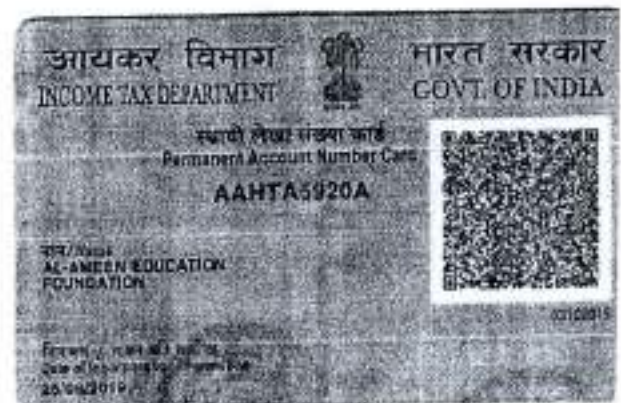 आयकर विभाग
INCOME TAX DEPARTMENT
भारत सरकार
GOVT. OF INDIA
स्थायी लेखा संख्या कार्ड
Permanent Account Number Card
AAHTA5920A
नाम/Name
AL-AMEEN EDUCATION
FOUNDATION